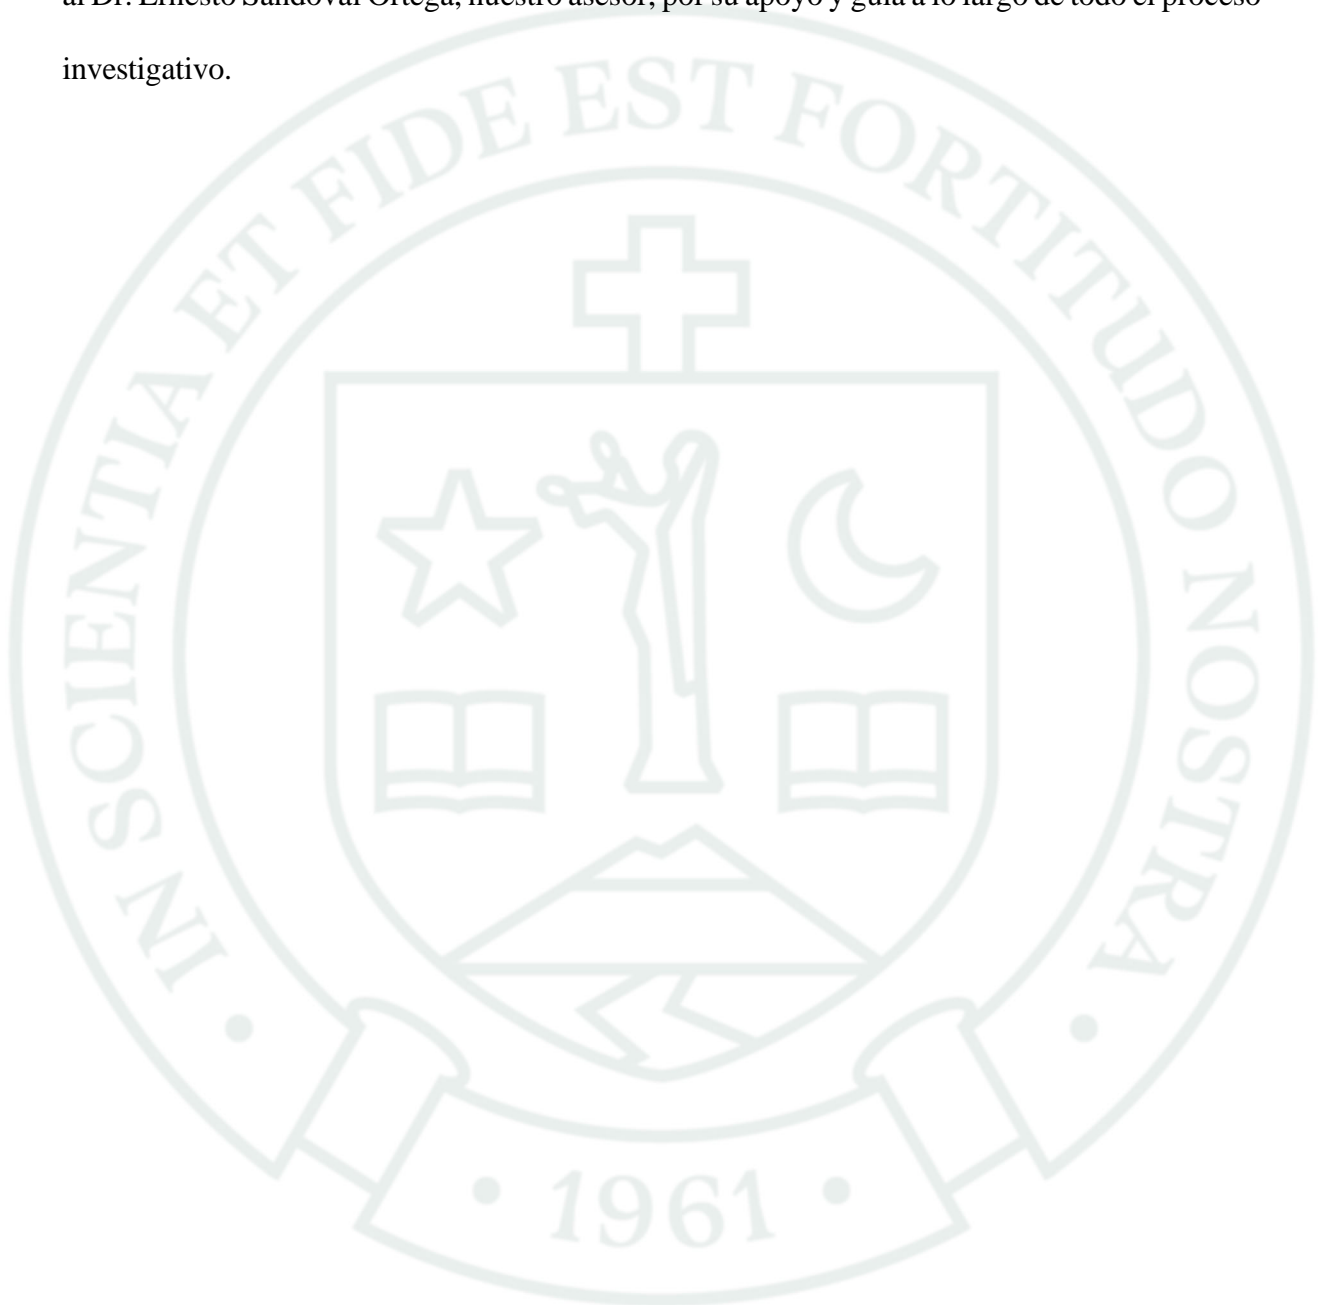 al Dr. Ernesto Sandoval Ortega, nuestro asesor, por su apoyo y guía a lo largo de todo el proceso
investigativo.
IN SCIENTIA ET FIDE EST FORTITUDO NOSTRA
• 1961 •